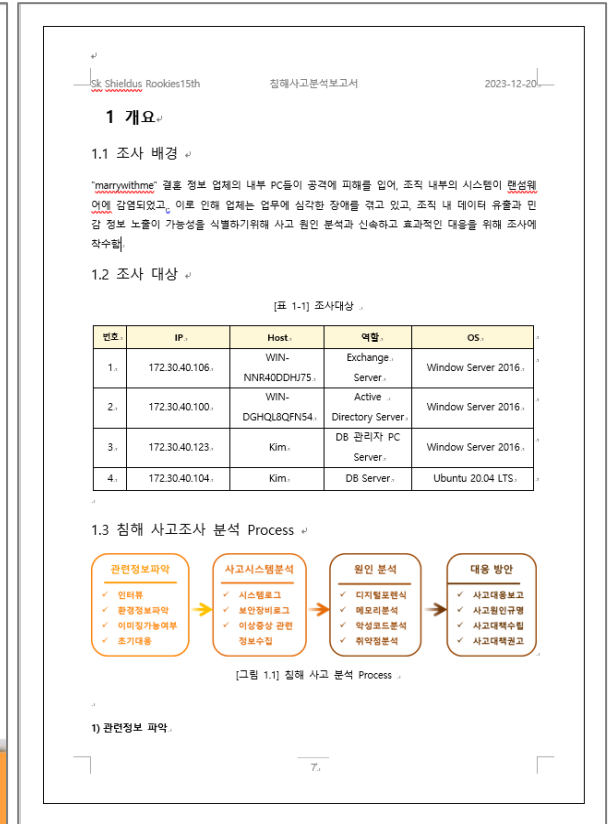 Sk Shieldus Rookies15th 침해사고분석보고서 2023-12-20
1 개요
1.1 조사 배경
"marrywithme" 결혼 정보 업체의 내부 PC들이 공격에 피해를 입어, 조직 내부의 시스템이 랜섬웨
어에 감염되었고, 이로 인해 업체는 업무에 심각한 장애를 겪고 있고, 조직 내 데이터 유출과 민
감 정보 노출이 가능성을 식별하기위해 사고 원인 분석과 신속하고 효과적인 대응을 위해 조사에
착수함
1.2 조사 대상
[표 1-1] 조사대상
번호 IP Host 역할 OS
1 172.30.40.106 WIN-NNR40DDHJ75 Exchange Server Window Server 2016
2 172.30.40.100 WIN-DGHQL8QFN54 Active Directory Server Window Server 2016
3 172.30.40.123 Kim DB 관리자 PC Server Window Server 2016
4 172.30.40.104 Kim DB Server Ubuntu 20.04 LTS
1.3 침해 사고조사 분석 Process
관련정보파악
✓ 인터뷰
✓ 환경정보파악
✓ 이미징가능여부
✓ 초기대응
사고시스템분석
✓ 시스템로그
✓ 보안장비로그
✓ 이상증상 관련
정보수집
원인 분석
✓ 디지털포렌식
✓ 메모리분석
✓ 악성코드분석
✓ 취약점분석
대응 방안
✓ 사고대응보고
✓ 사고원인규명
✓ 사고대책수립
✓ 사고대책권고
[그림 1.1] 침해 사고 분석 Process
1) 관련정보 파악
7